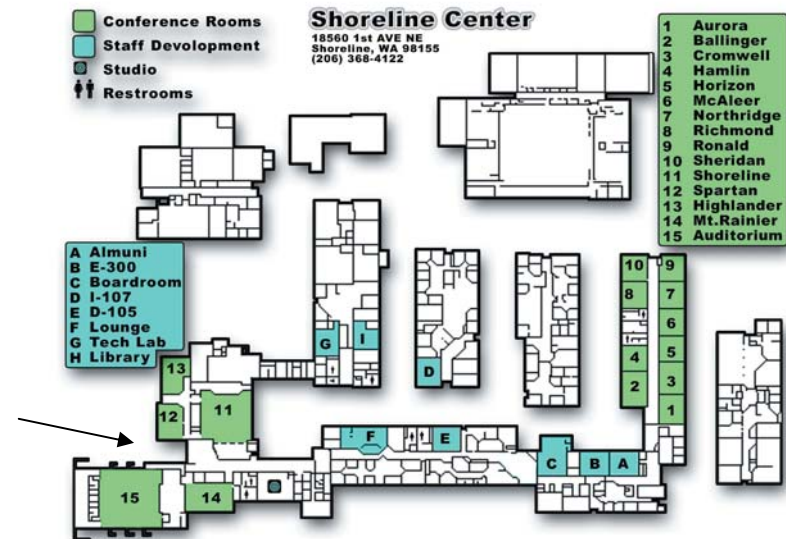 Conference Rooms
Staff Devolopment
Studio
Restrooms
Shoreline Center
18560 1st AVE NE
Shoreline, WA 98155
(206) 368-4122
1 Aurora
2 Ballinger
3 Cromwell
4 Hamlin
5 Horizon
6 McAleer
7 Northridge
8 Richmond
9 Ronald
10 Sheridan
11 Shoreline
12 Spartan
13 Highlander
14 Mt.Rainier
15 Auditorium
A Almuni
B E-300
C Boardroom
D I-107
E D-105
F Lounge
G Tech Lab
H Library
10 9
8 7
6
G I
4 5
13
D
2 3
12 11
1
F E
C B A
15 14